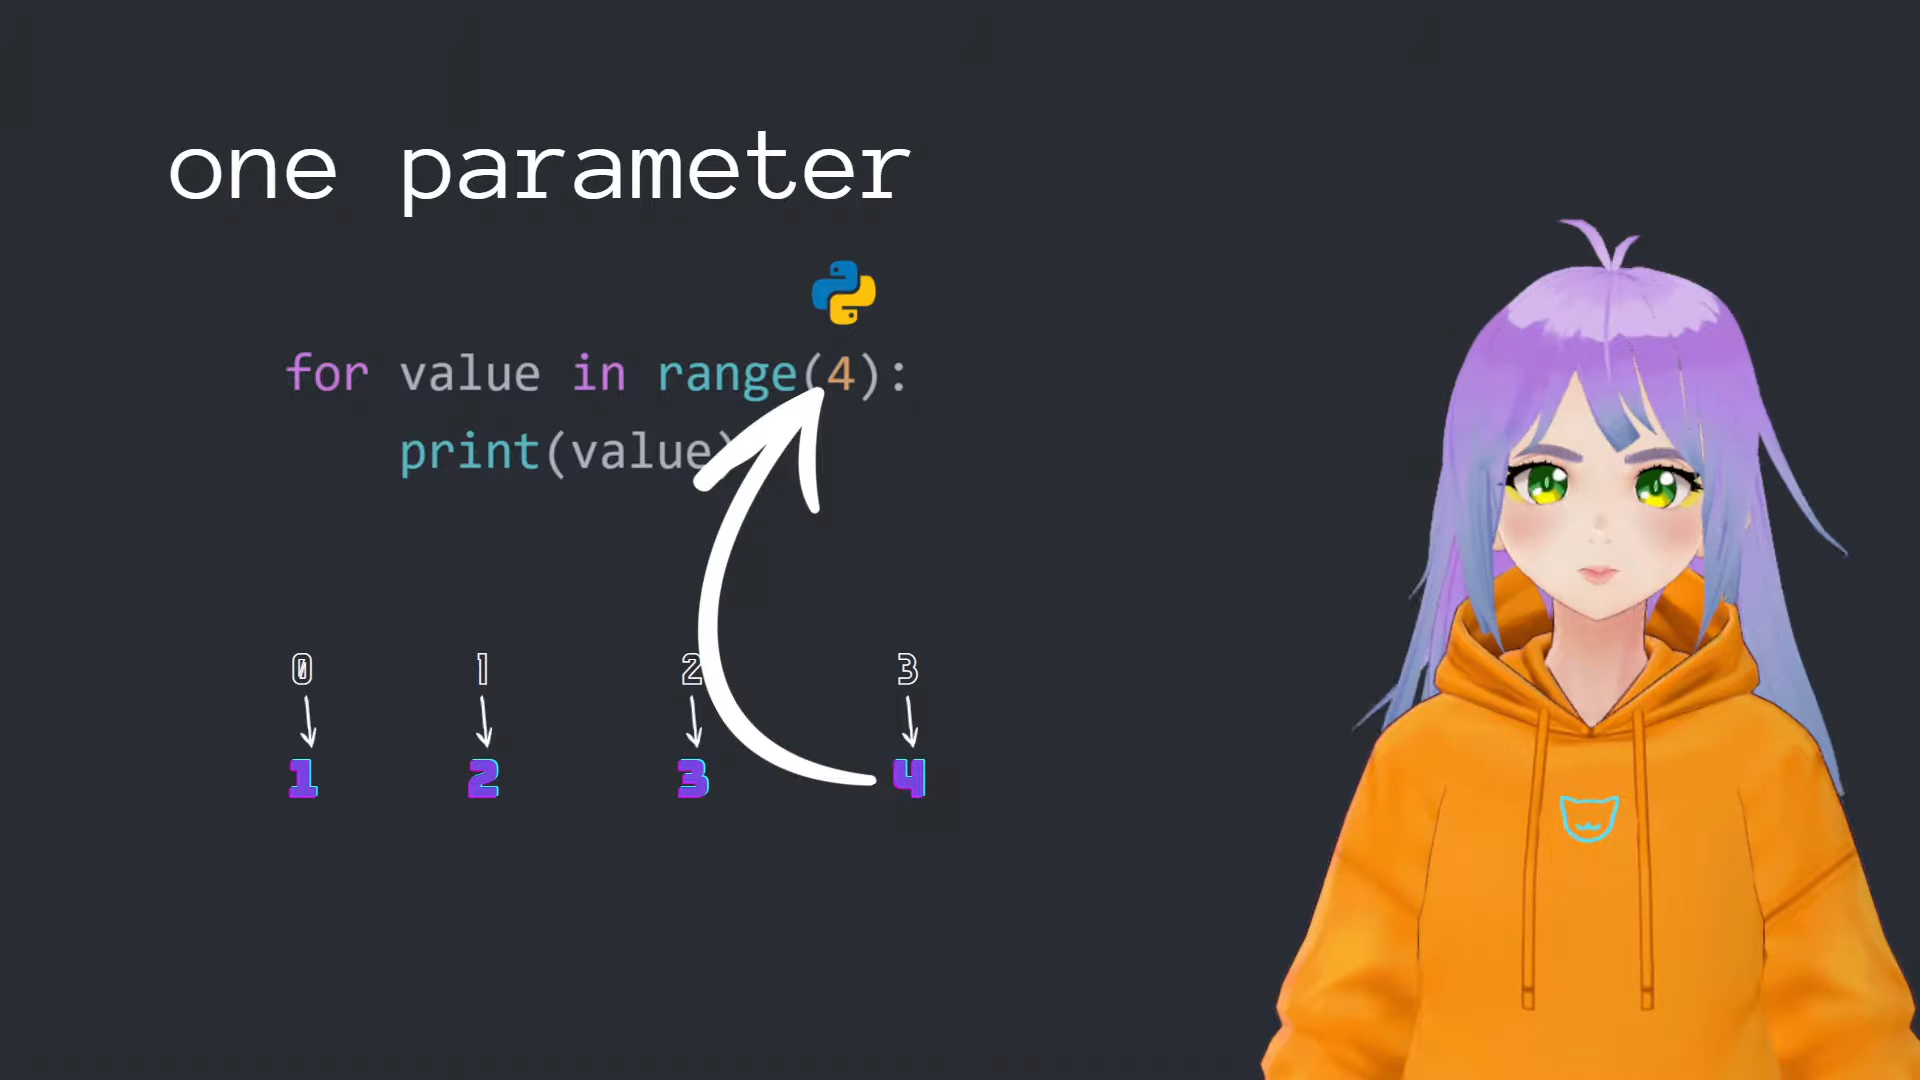 one parameter
for value in range(4):
print(value)
0 1 2 3
1 2 3 4